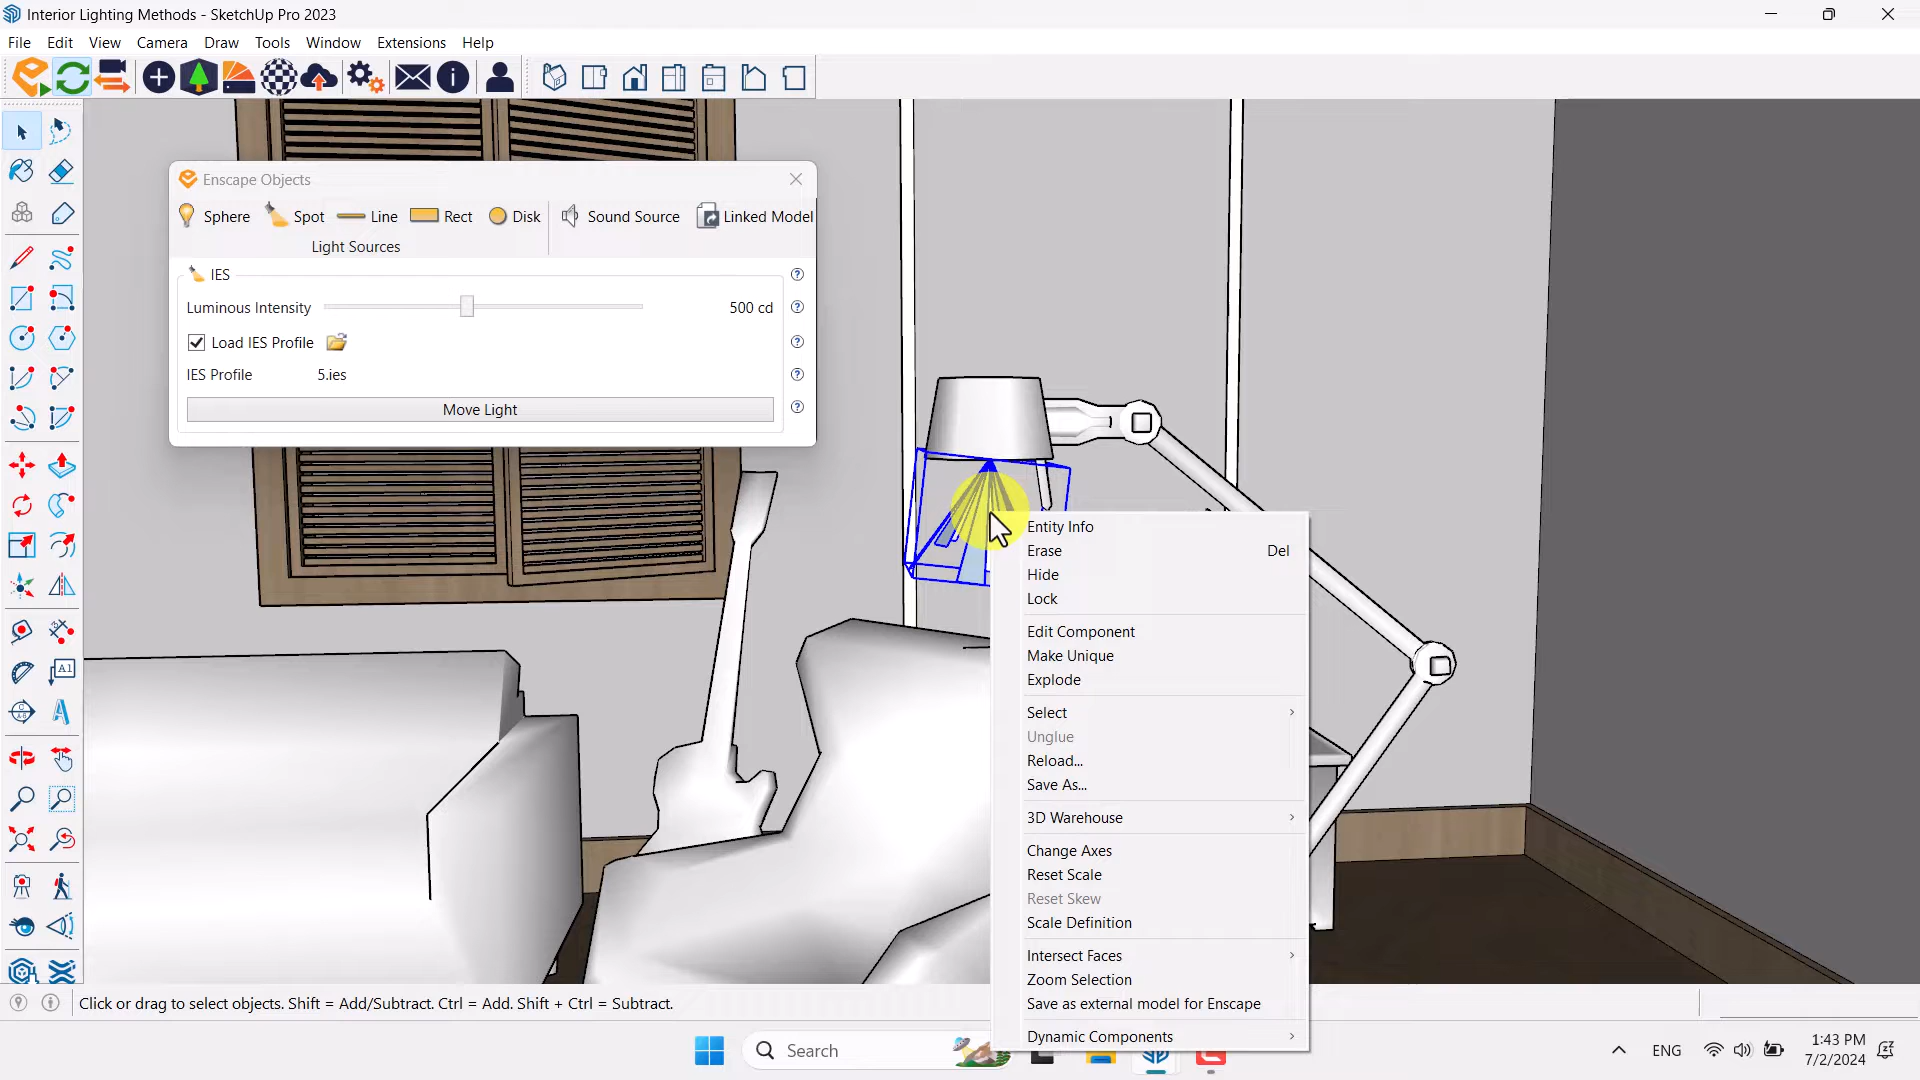 Interior Lighting Methods - SketchUp Pro 2023
File Edit View Camera Draw Tools Window Extensions Help
Enscape Objects
Sphere Spot Line Rect Disk Sound Source Linked Model
Light Sources
IES
Luminous Intensity 500 cd
Load IES Profile
IES Profile 5.ies
Move Light
Entity Info
Erase Del
Hide
Lock
Edit Component
Make Unique
Explode
Select
Unglue
Reload...
Save As...
3D Warehouse
Change Axes
Reset Scale
Reset Skew
Scale Definition
Intersect Faces
Zoom Selection
Save as external model for Enscape
Dynamic Components
Click or drag to select objects. Shift = Add/Subtract. Ctrl = Add. Shift + Ctrl = Subtract.
Search
ENG
1:43 PM
7/2/2024